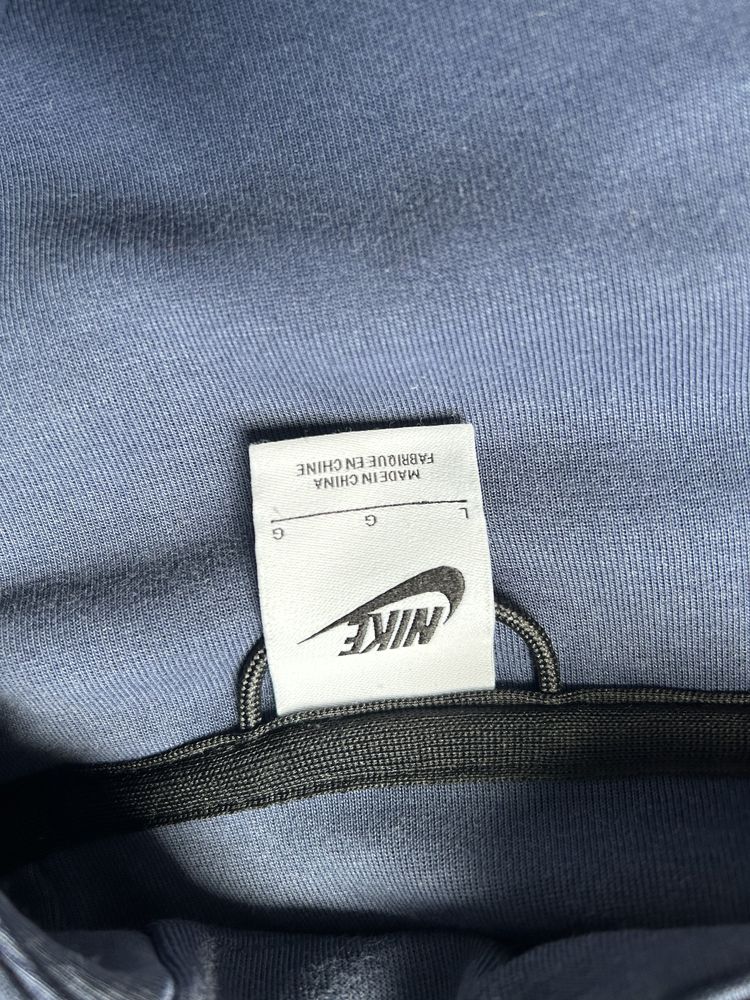 NIKE
L G G
MADE IN CHINA
FABRIQUE EN CHINE